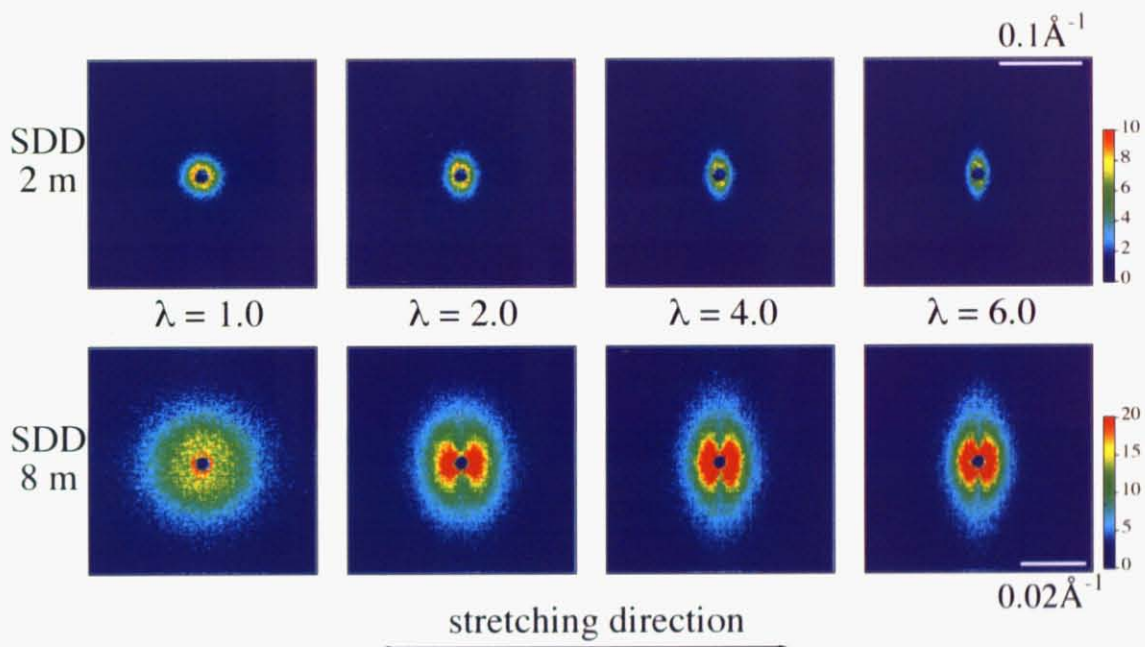 0.1Å⁻¹
SDD
2 m
10
8
6
4
2
0
λ = 1.0
λ = 2.0
λ = 4.0
λ = 6.0
SDD
8 m
20
15
10
5
0
0.02Å⁻¹
stretching direction